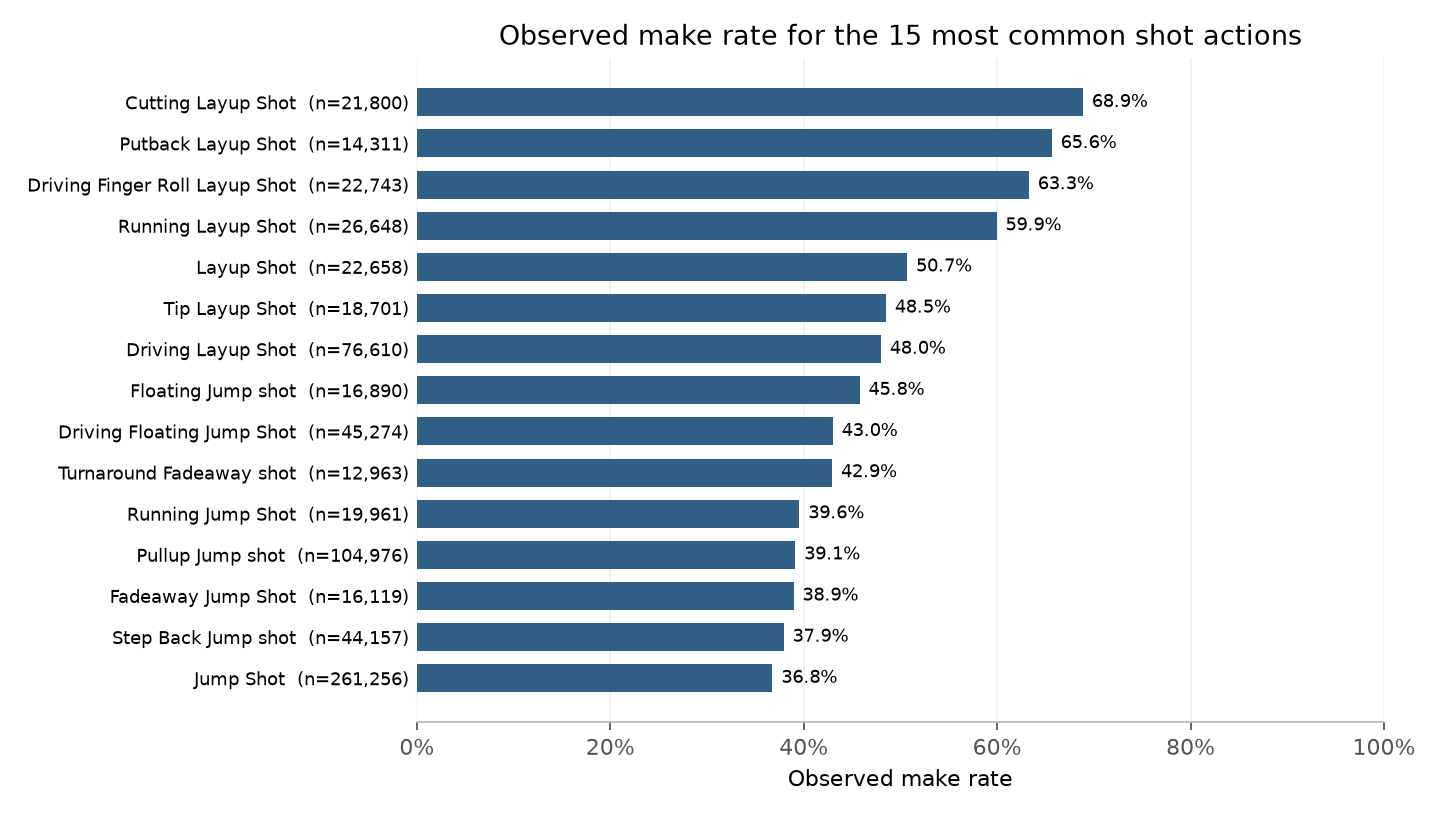 Observed make rate for the 15 most common shot actions
Cutting Layup Shot (n=21,800) 68.9%
Putback Layup Shot (n=14,311) 65.6%
Driving Finger Roll Layup Shot (n=22,743) 63.3%
Running Layup Shot (n=26,648) 59.9%
Layup Shot (n=22,658) 50.7%
Tip Layup Shot (n=18,701) 48.5%
Driving Layup Shot (n=76,610) 48.0%
Floating Jump shot (n=16,890) 45.8%
Driving Floating Jump Shot (n=45,274) 43.0%
Turnaround Fadeaway shot (n=12,963) 42.9%
Running Jump Shot (n=19,961) 39.6%
Pullup Jump shot (n=104,976) 39.1%
Fadeaway Jump Shot (n=16,119) 38.9%
Step Back Jump shot (n=44,157) 37.9%
Jump Shot (n=261,256) 36.8%
0% 20% 40% 60% 80% 100%
Observed make rate